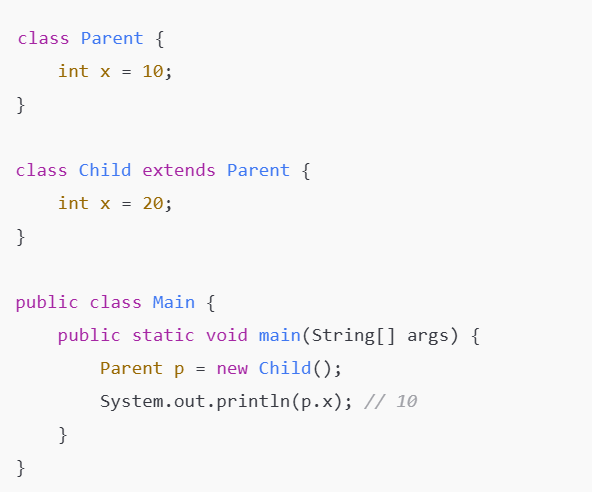 class Parent {
    int x = 10;
}

class Child extends Parent {
    int x = 20;
}

public class Main {
    public static void main(String[] args) {
        Parent p = new Child();
        System.out.println(p.x); // 10
    }
}